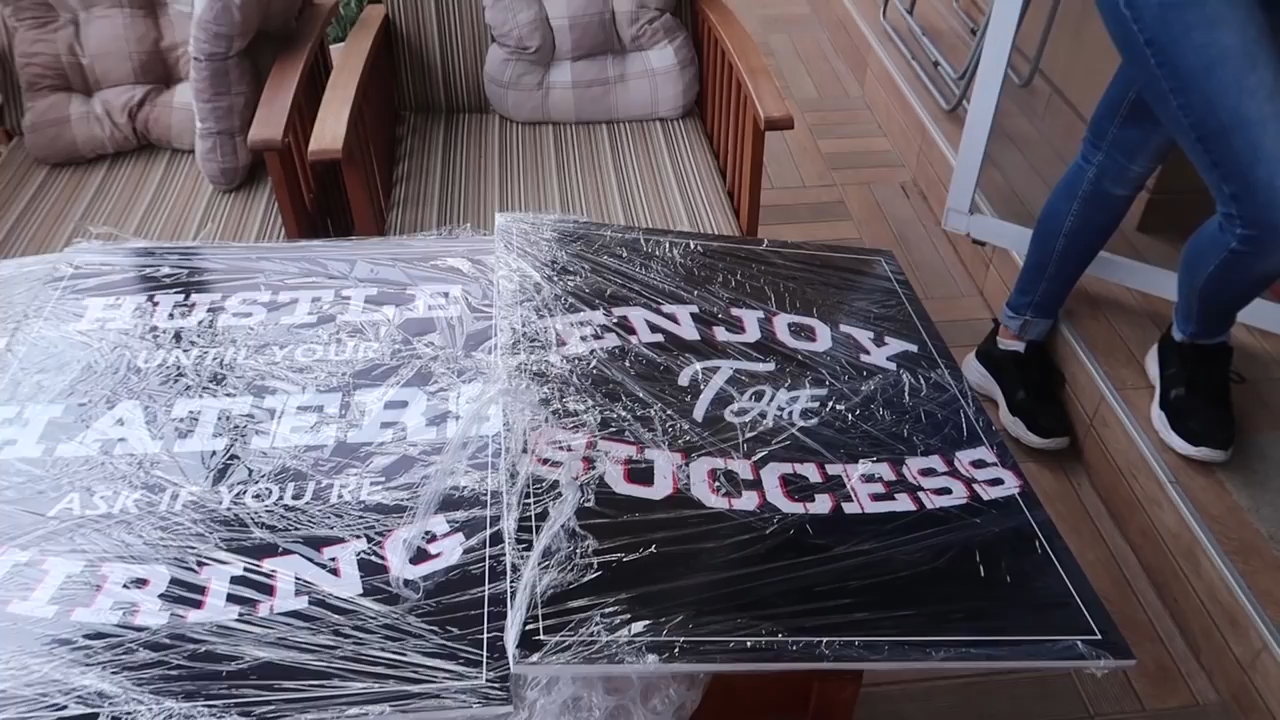 HUSTLE
UNTIL YOUR
HATERS
ASK IF YOU'RE
HIRING
ENJOY
THE
SUCCESS